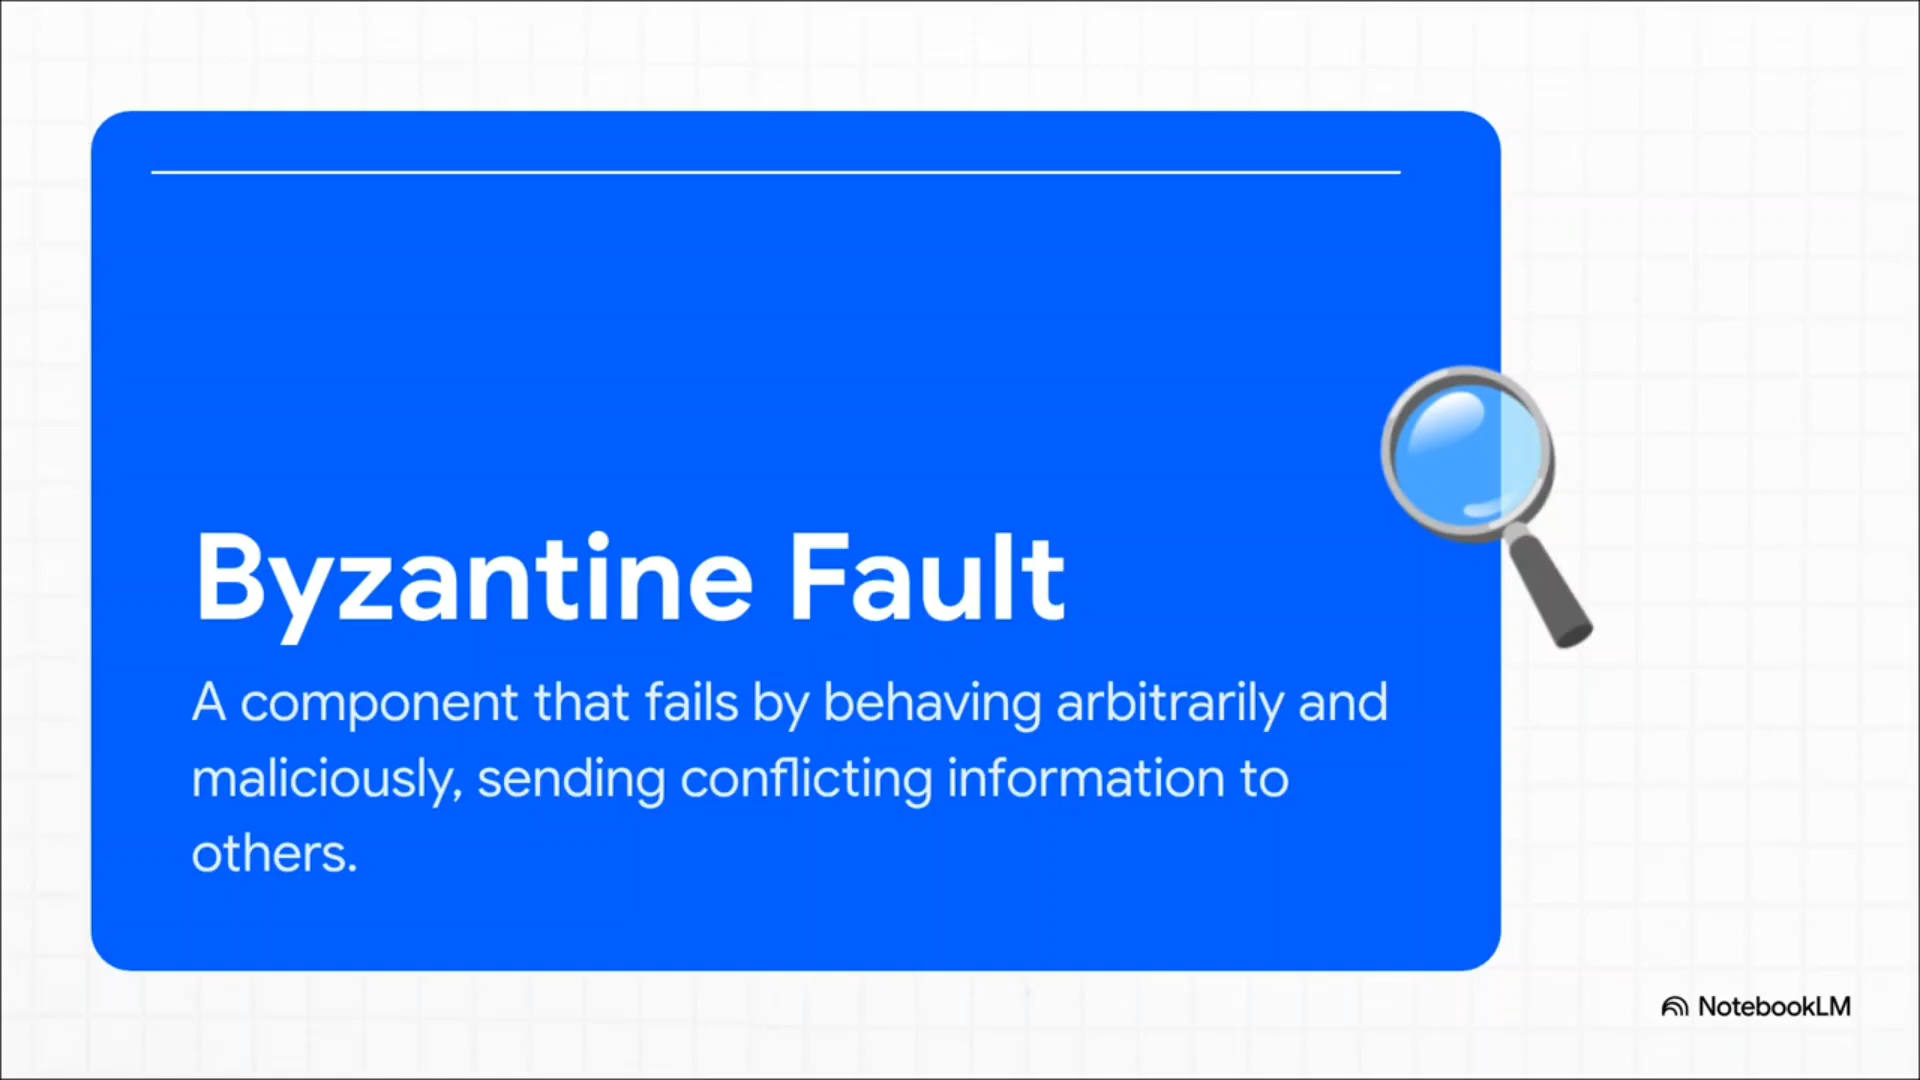 Byzantine Fault
A component that fails by behaving arbitrarily and
maliciously, sending conflicting information to
others.
NotebookLM